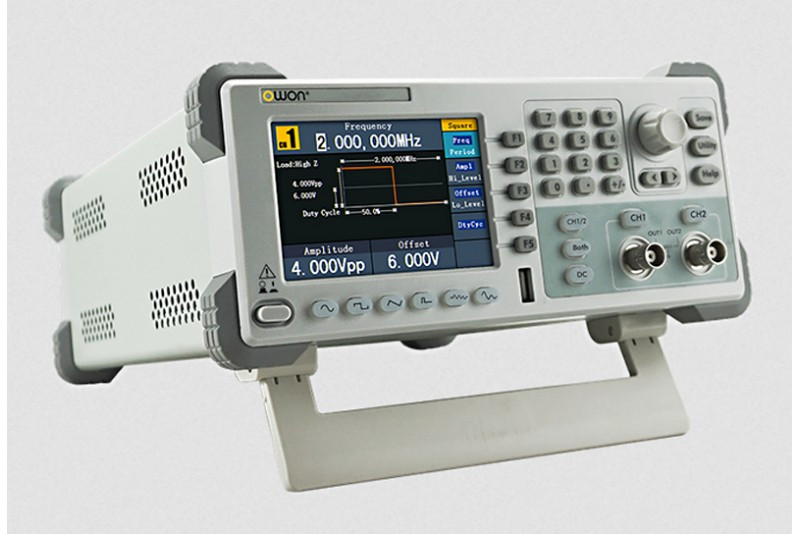 OWON®
CH 1
Frequency
2.000,000MHz
Square
Freq
Period
Ampl
Hi_Level
Offset
Lo_Level
DtyCyc
Load:High Z
2.000,000MHz
4.000Vpp
6.000V
Duty Cycle
50.0%
Amplitude
4.000Vpp
Offset
6.000V
F1
F2
F3
F4
F5
7 8 9
4 5 6
1 2 3
0 . +/-
Save
Utility
Help
CH1/2
Both
DC
CH1
CH2
OUT1
OUT2